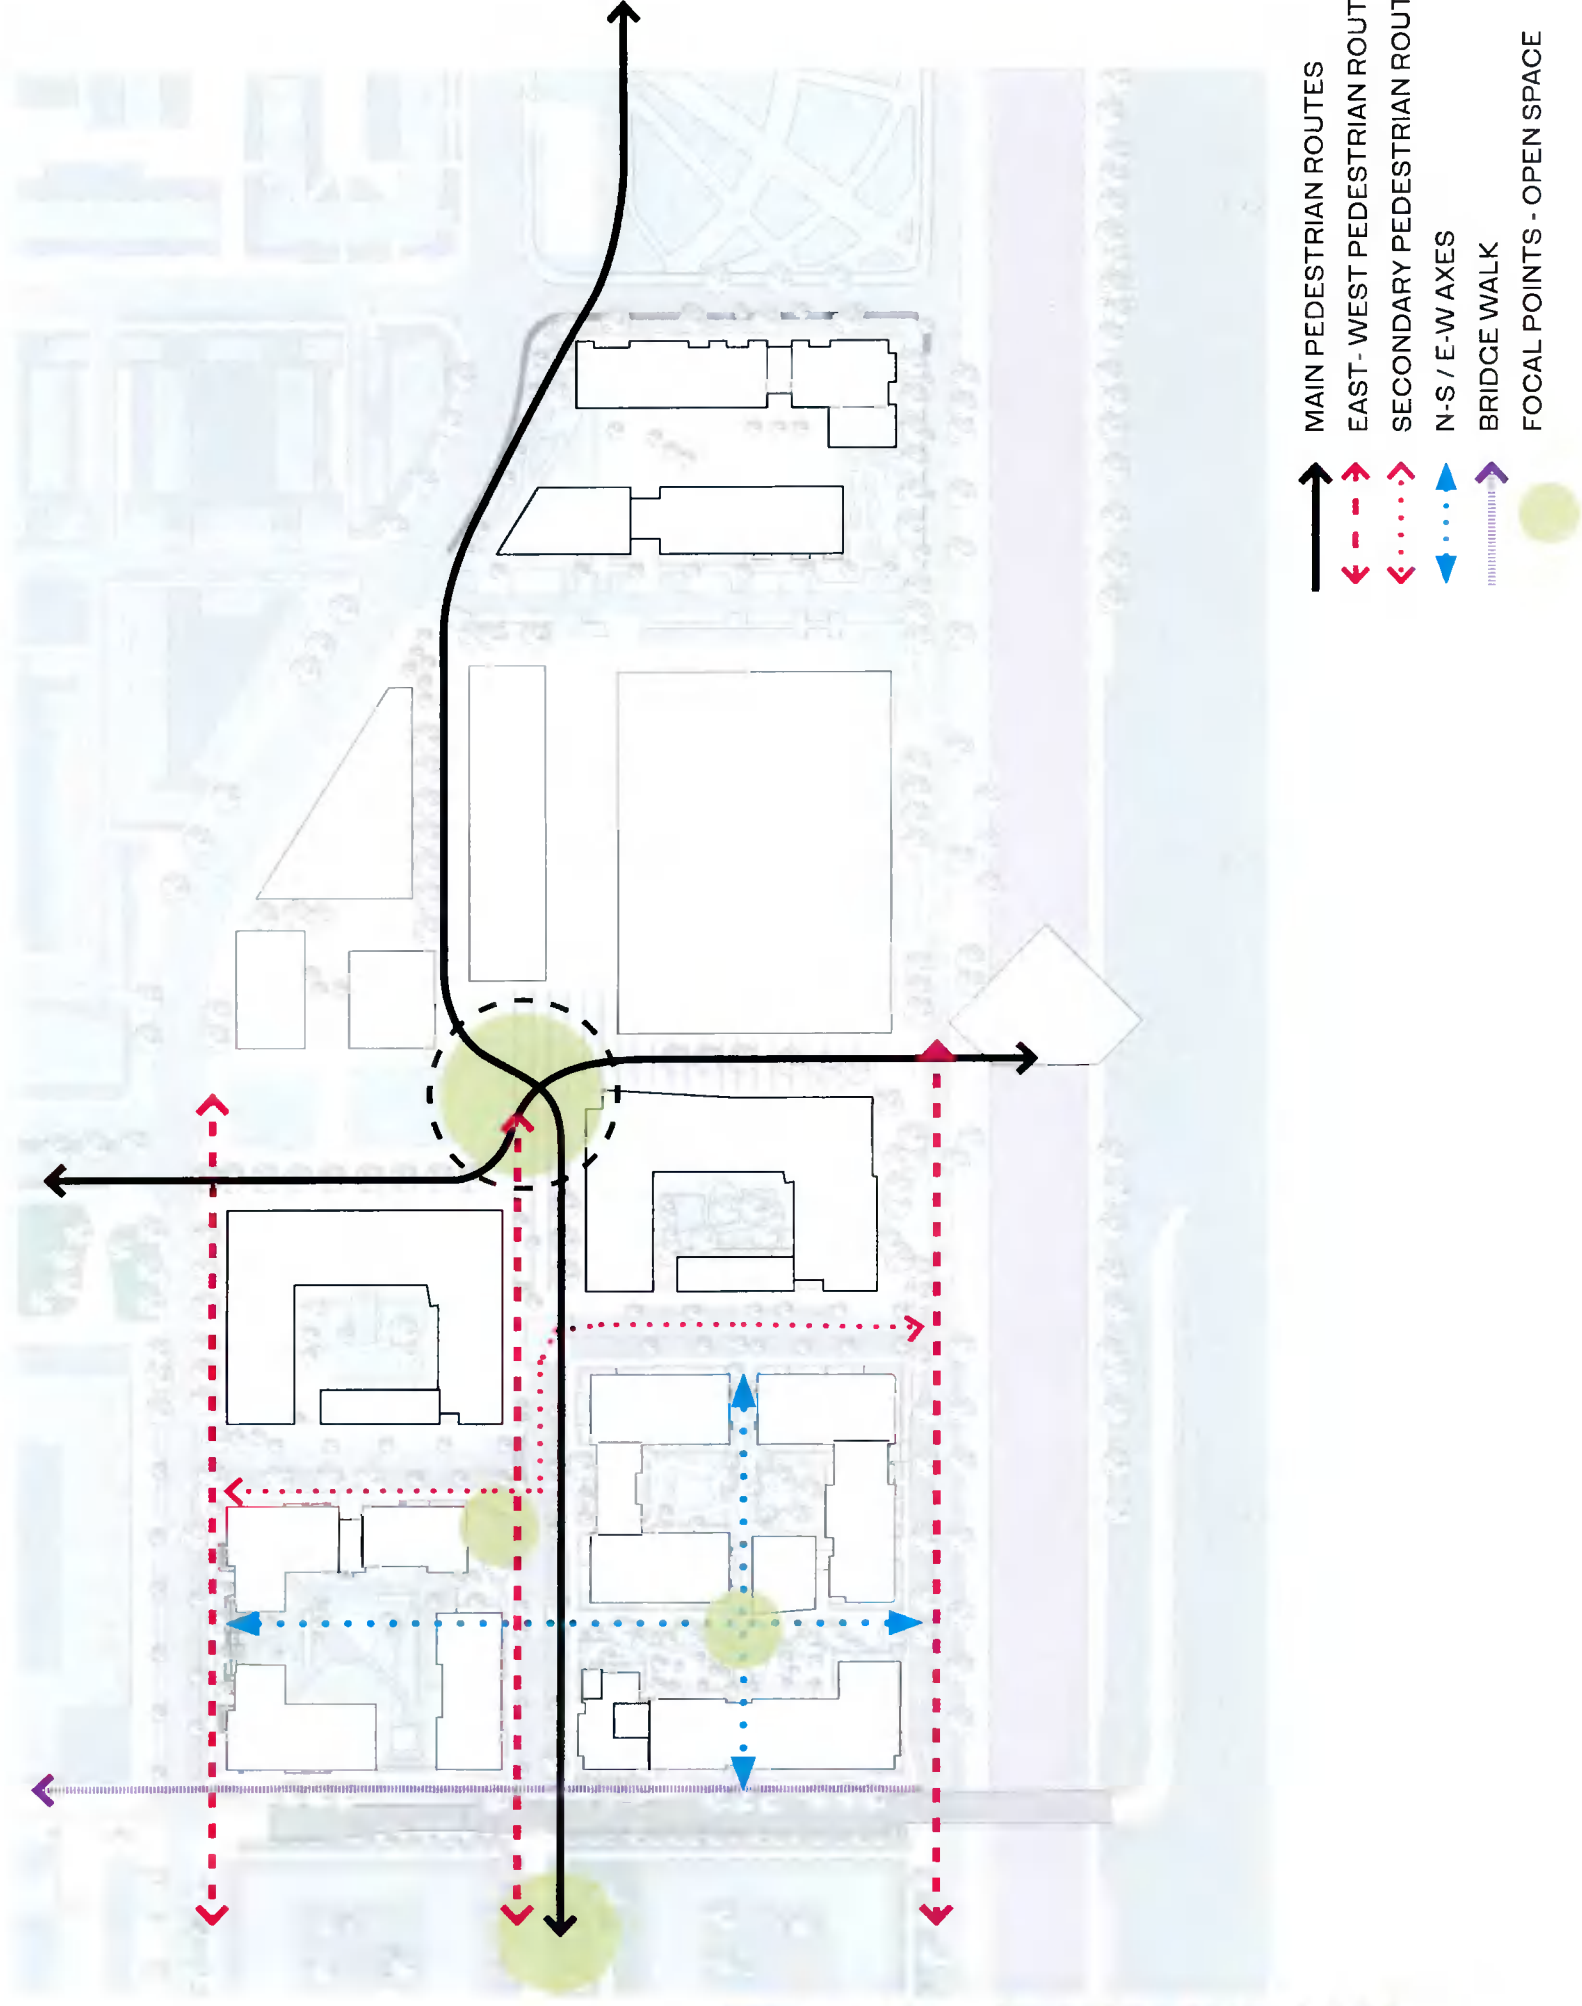 MAIN PEDESTRIAN ROUTES
EAST-WEST PEDESTRIAN ROUT
SECONDARY PEDESTRIAN ROUT
N-S / E-W AXES
BRIDGE WALK
FOCAL POINTS - OPEN SPACE